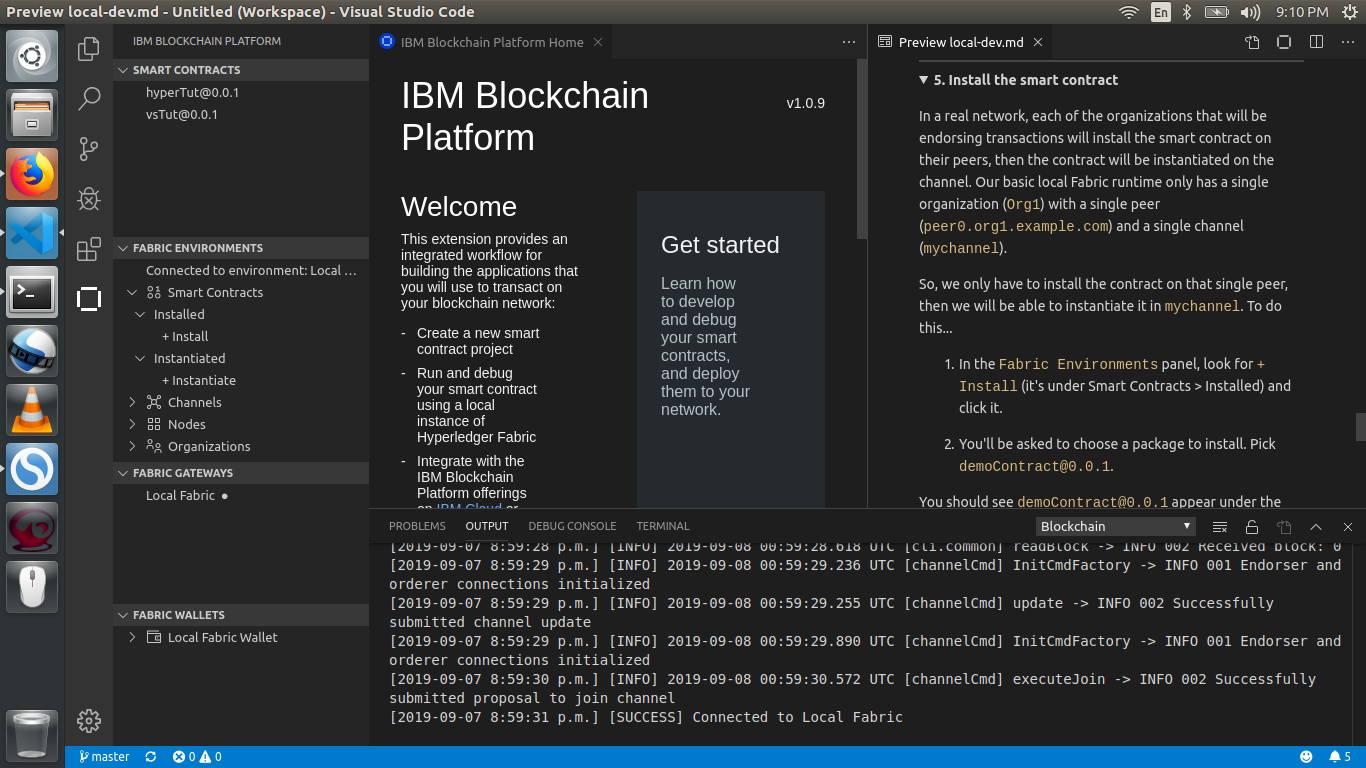 Preview local-dev.md - Untitled (Workspace) - Visual Studio Code
En
9:10 PM
IBM BLOCKCHAIN PLATFORM
SMART CONTRACTS
hyperTut@0.0.1
vsTut@0.0.1
FABRIC ENVIRONMENTS
Connected to environment: Local ...
Smart Contracts
Installed
+ Install
Instantiated
+ Instantiate
Channels
Nodes
Organizations
FABRIC GATEWAYS
Local Fabric ●
FABRIC WALLETS
Local Fabric Wallet
IBM Blockchain Platform Home
IBM Blockchain
Platform
v1.0.9
Welcome
This extension provides an
integrated workflow for
building the applications that
you will use to transact on
your blockchain network:
- Create a new smart
contract project
- Run and debug
your smart contract
using a local
instance of
Hyperledger Fabric
- Integrate with the
IBM Blockchain
Platform offerings
on IBM Cloud or
Get started
Learn how
to develop
and debug
your smart
contracts,
and deploy
them to your
network.
Preview local-dev.md
5. Install the smart contract
In a real network, each of the organizations that will be
endorsing transactions will install the smart contract on
their peers, then the contract will be instantiated on the
channel. Our basic local Fabric runtime only has a single
organization (Org1) with a single peer
(peer0.org1.example.com) and a single channel
(mychannel).
So, we only have to install the contract on that single peer,
then we will be able to instantiate it in mychannel. To do
this...
1. In the Fabric Environments panel, look for +
Install (it's under Smart Contracts > Installed) and
click it.
2. You'll be asked to choose a package to install. Pick
demoContract@0.0.1.
You should see demoContract@0.0.1 appear under the
PROBLEMS
OUTPUT
DEBUG CONSOLE
TERMINAL
Blockchain
[2019-09-07 8:59:28 p.m.] [INFO] 2019-09-08 00:59:28.618 UTC [cli.common] readBlock -> INFO 002 Received block: 0
[2019-09-07 8:59:29 p.m.] [INFO] 2019-09-08 00:59:29.236 UTC [channelCmd] InitCmdFactory -> INFO 001 Endorser and
orderer connections initialized
[2019-09-07 8:59:29 p.m.] [INFO] 2019-09-08 00:59:29.255 UTC [channelCmd] update -> INFO 002 Successfully
submitted channel update
[2019-09-07 8:59:29 p.m.] [INFO] 2019-09-08 00:59:29.890 UTC [channelCmd] InitCmdFactory -> INFO 001 Endorser and
orderer connections initialized
[2019-09-07 8:59:30 p.m.] [INFO] 2019-09-08 00:59:30.572 UTC [channelCmd] executeJoin -> INFO 002 Successfully
submitted proposal to join channel
[2019-09-07 8:59:31 p.m.] [SUCCESS] Connected to Local Fabric
master
0
0
5